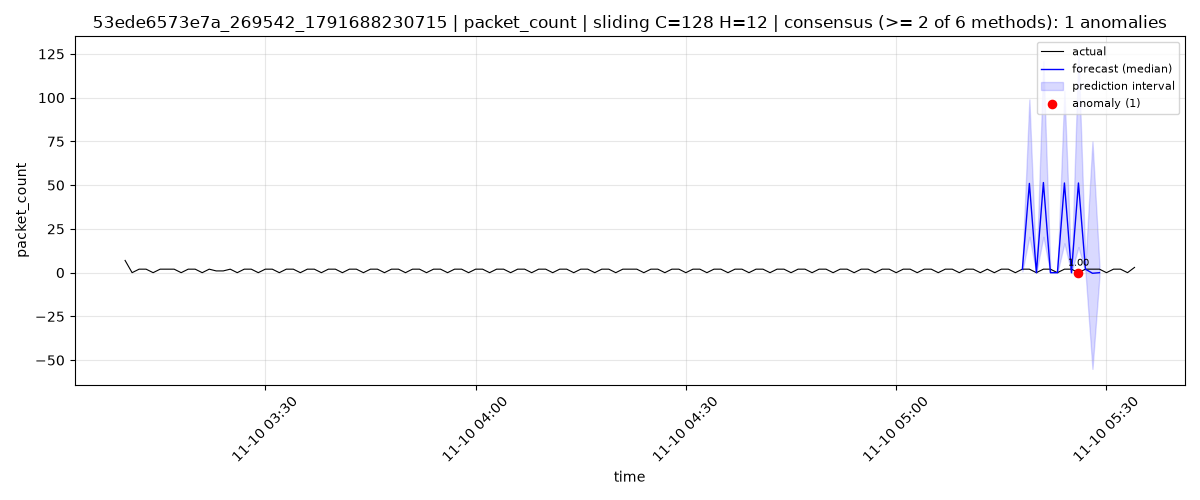 53ede6573e7a_269542_1791688230715 | packet_count | sliding C=128 H=12 | consensus (>= 2 of 6 methods): 1 anomalies
125
100
75
50
25
0
−25
−50
packet_count
actual
forecast (median)
prediction interval
anomaly (1)
11-10 03:30
11-10 04:00
11-10 04:30
11-10 05:00
11-10 05:30
time